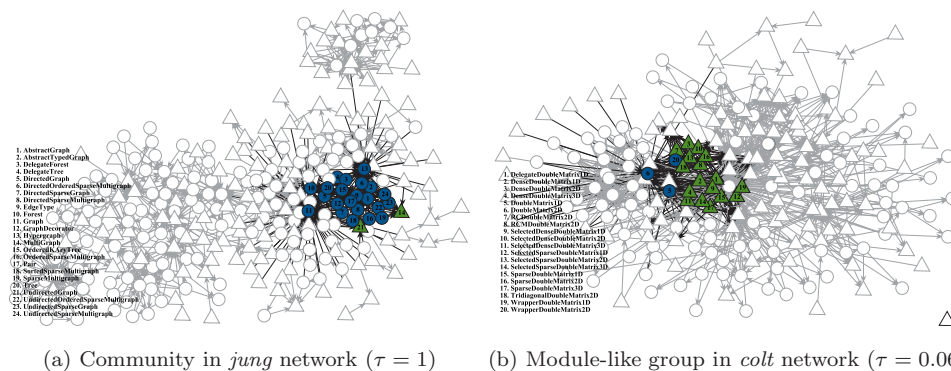 1. AbstractGraph
2. AbstractTypedGraph
3. DelegateForest
4. DelegateTree
5. DirectedGraph
6. DirectedOrderedSparseMultigraph
7. DirectedSparseGraph
8. DirectedSparseMultigraph
9. EdgeType
10. Forest
11. Graph
12. GraphDecorator
13. Hypergraph
14. MultiGraph
15. OrderedKAryTree
16. OrderedSparseMultigraph
17. Pair
18. SortedSparseMultigraph
19. SparseMultigraph
20. Tree
21. UndirectedGraph
22. UndirectedOrderedSparseMultigraph
23. UndirectedSparseGraph
24. UndirectedSparseMultigraph
1. DelegateDoubleMatrix1D
2. DenseDoubleMatrix1D
3. DenseDoubleMatrix2D
4. DenseDoubleMatrix3D
5. DoubleMatrix1D
6. DoubleMatrix2D
7. RCDoubleMatrix2D
8. RCMDoubleMatrix2D
9. SelectedDenseDoubleMatrix1D
10. SelectedDenseDoubleMatrix2D
11. SelectedDenseDoubleMatrix3D
12. SelectedSparseDoubleMatrix1D
13. SelectedSparseDoubleMatrix2D
14. SelectedSparseDoubleMatrix3D
15. SparseDoubleMatrix1D
16. SparseDoubleMatrix2D
17. SparseDoubleMatrix3D
18. TridiagonalDoubleMatrix2D
19. WrapperDoubleMatrix1D
20. WrapperDoubleMatrix2D
(a) Community in jung network (τ = 1)
(b) Module-like group in colt network (τ = 0.06